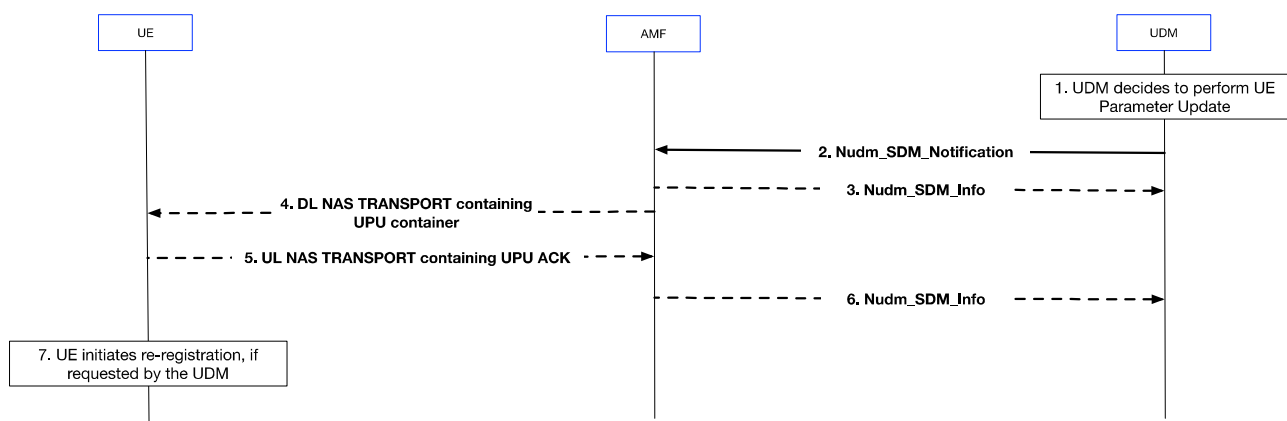 UE
AMF
UDM
1. UDM decides to perform UE
Parameter Update
2. Nudm_SDM_Notification
3. Nudm_SDM_Info
4. DL NAS TRANSPORT containing
UPU container
5. UL NAS TRANSPORT containing UPU ACK
6. Nudm_SDM_Info
7. UE initiates re-registration, if
requested by the UDM